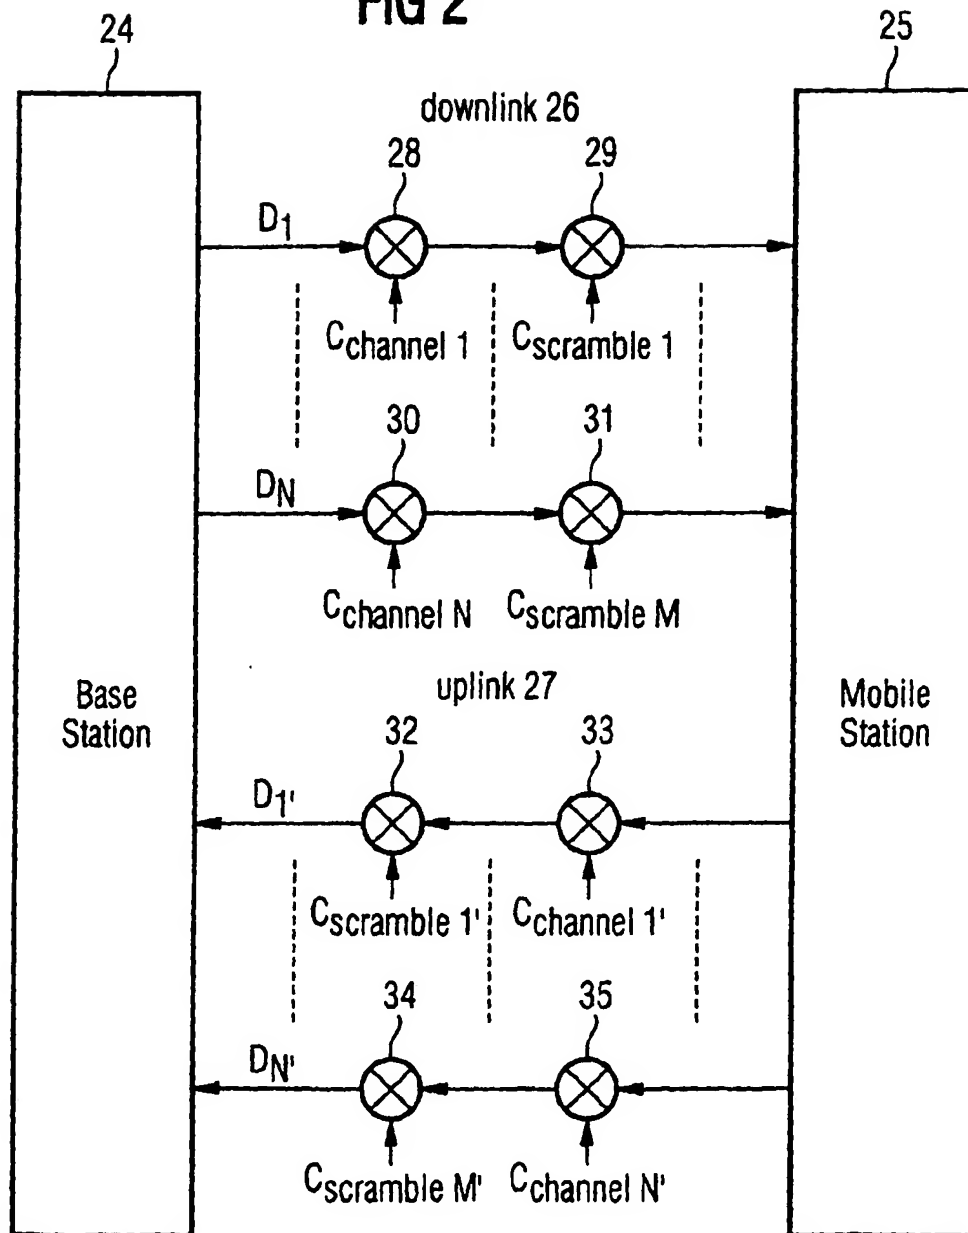 FIG 2
24
25
downlink 26
28
29
D1
Cchannel 1
Cscramble 1
30
31
DN
Cchannel N
Cscramble M
uplink 27
Base
Station
Mobile
Station
32
33
D1'
Cscramble 1'
Cchannel 1'
34
35
DN'
Cscramble M'
Cchannel N'